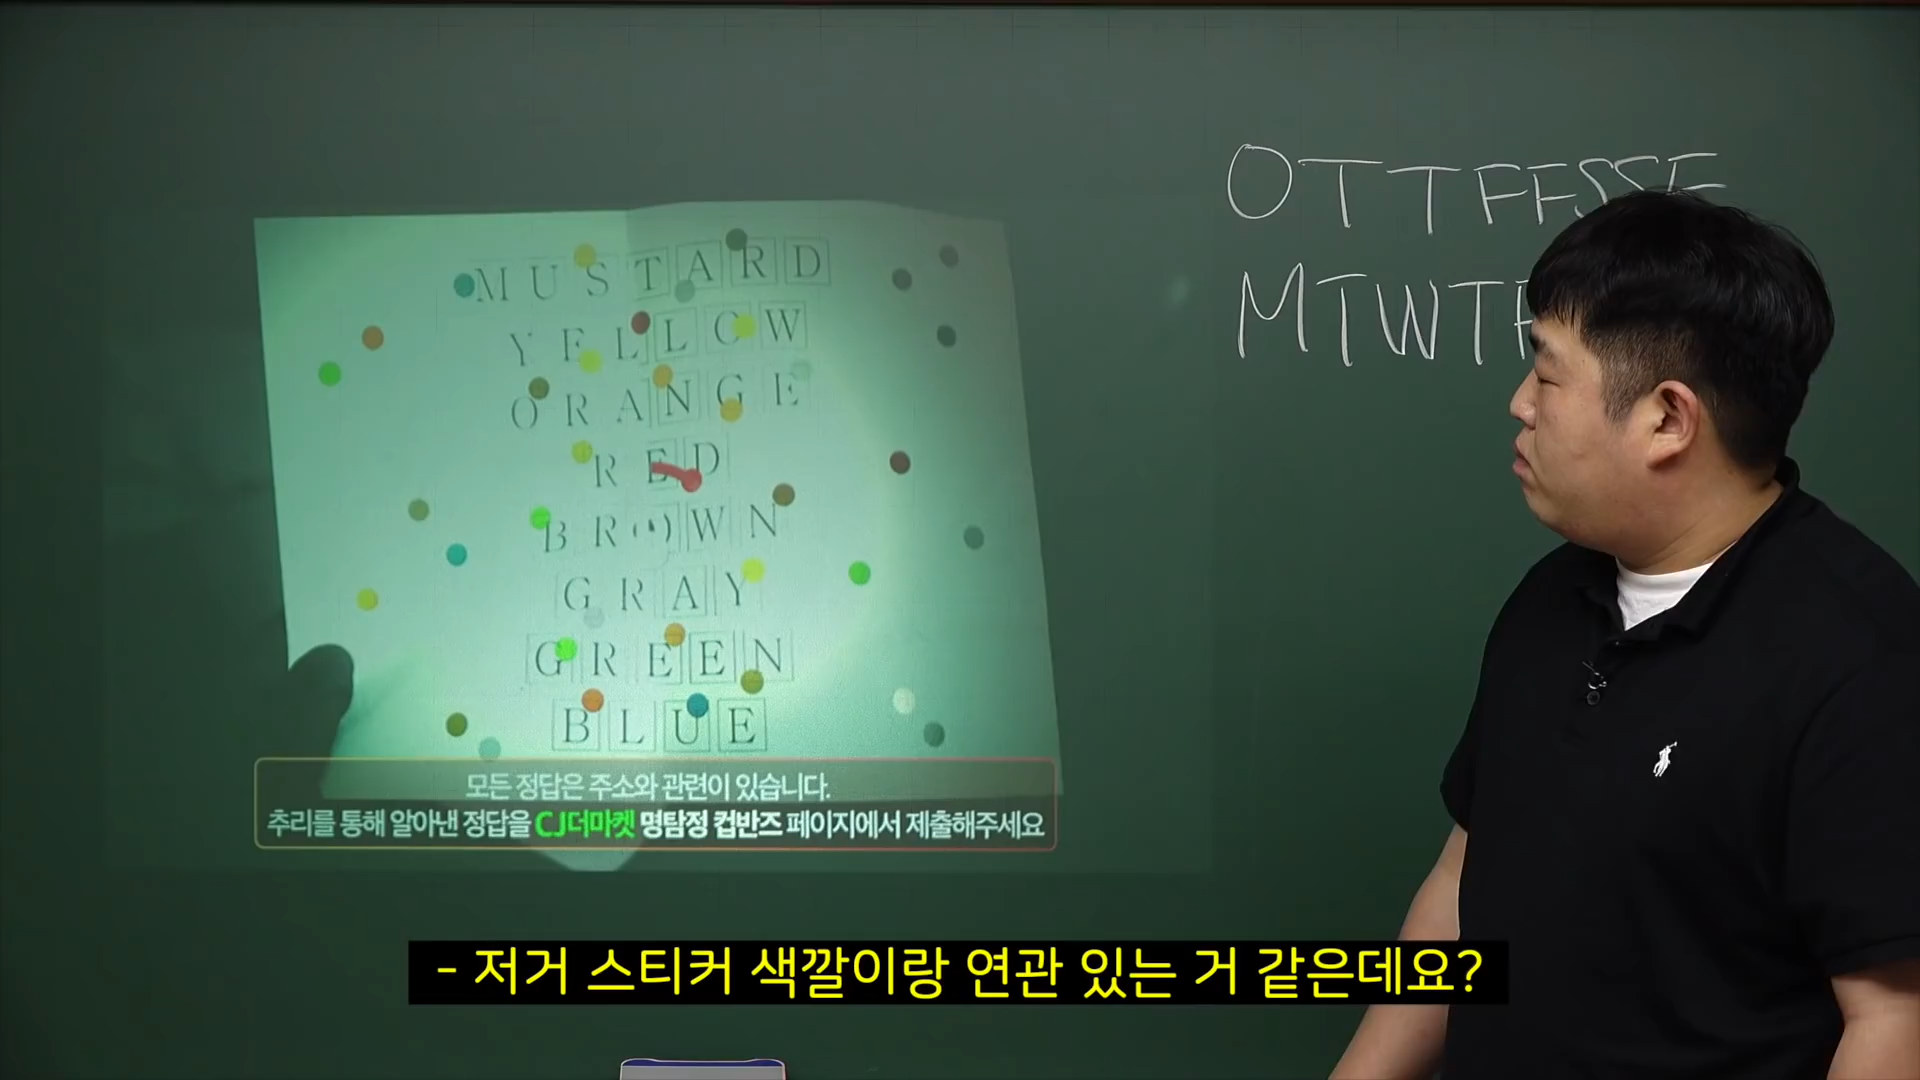 OTTFFSSE
MTWTF
MUSTARD
YELLOW
ORANGE
RED
BROWN
GRAY
GREEN
BLUE
모든 정답은 주소와 관련이 있습니다.
추리를 통해 알아낸 정답을 CJ더마켓 명탐정 컵반즈 페이지에서 제출해주세요
- 저거 스티커 색깔이랑 연관 있는 거 같은데요?